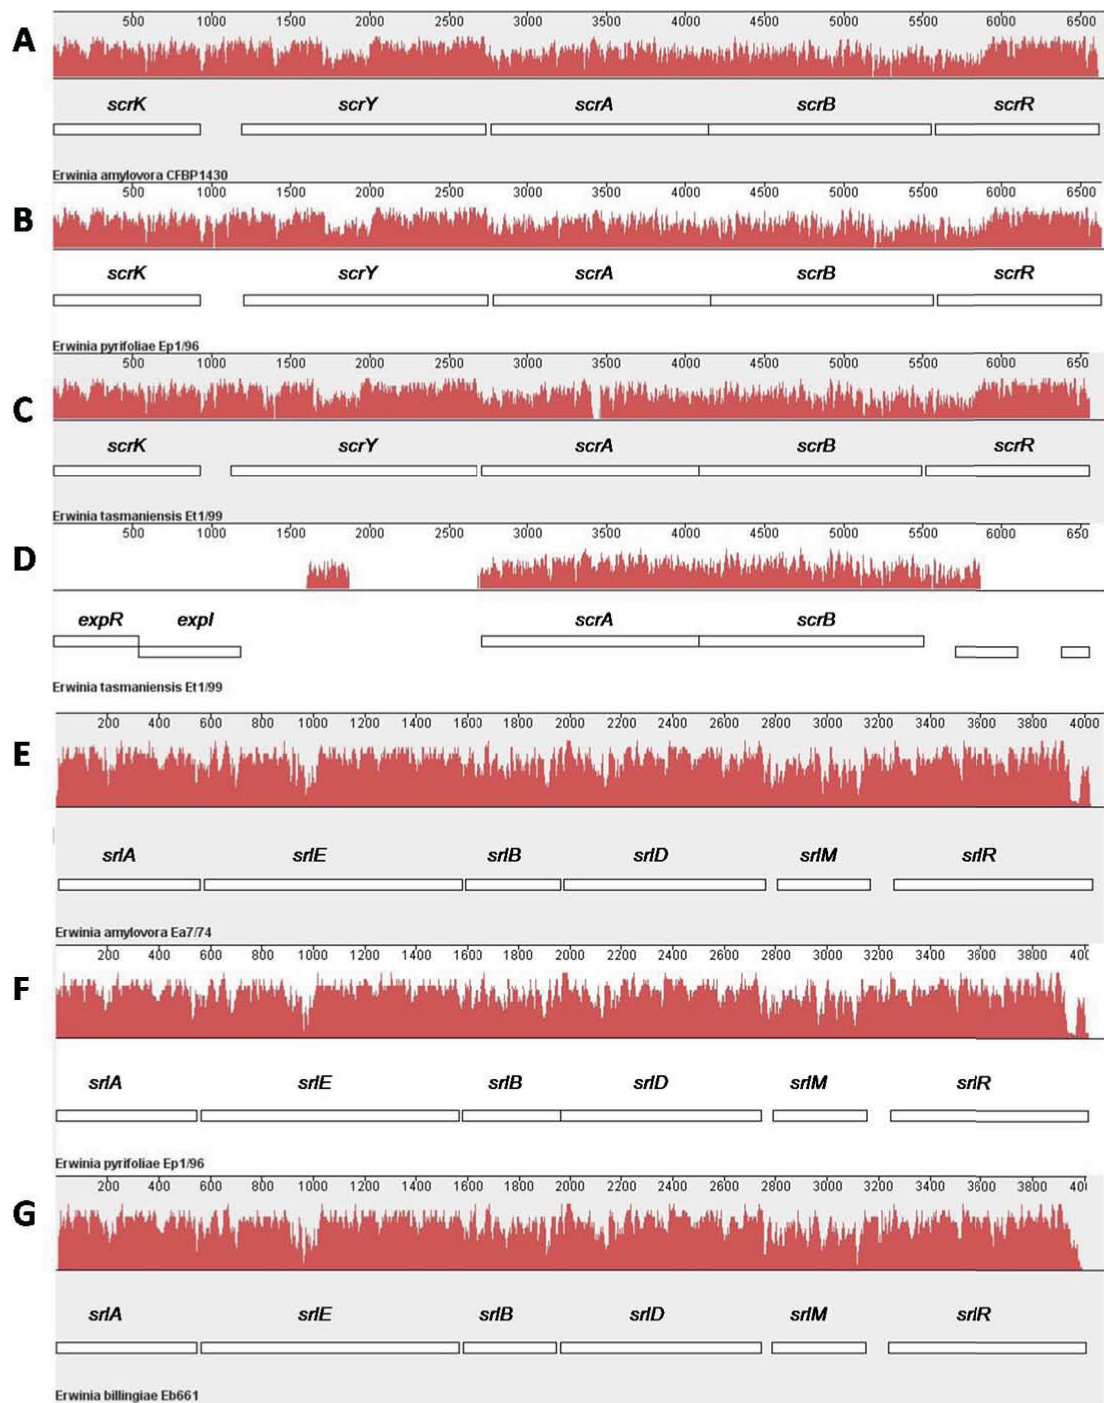 A
500 1000 1500 2000 2500 3000 3500 4000 4500 5000 5500 6000 6500
scrK scrY scrA scrB scrR
Erwinia amylovora CFBP1430
B
500 1000 1500 2000 2500 3000 3500 4000 4500 5000 5500 6000 6500
scrK scrY scrA scrB scrR
Erwinia pyrifoliae Ep1/96
C
500 1000 1500 2000 2500 3000 3500 4000 4500 5000 5500 6000 650
scrK scrY scrA scrB scrR
Erwinia tasmaniensis Et1/99
D
500 1000 1500 2000 2500 3000 3500 4000 4500 5000 5500 6000 650
expR expI scrA scrB
Erwinia tasmaniensis Et1/99
E
200 400 600 800 1000 1200 1400 1600 1800 2000 2200 2400 2600 2800 3000 3200 3400 3600 3800 4000
srlA srlE srlB srlD srlM srlR
Erwinia amylovora Ea7/74
F
200 400 600 800 1000 1200 1400 1600 1800 2000 2200 2400 2600 2800 3000 3200 3400 3600 3800 400
srlA srlE srlB srlD srlM srlR
Erwinia pyrifoliae Ep1/96
G
200 400 600 800 1000 1200 1400 1600 1800 2000 2200 2400 2600 2800 3000 3200 3400 3600 3800 400
srlA srlE srlB srlD srlM srlR
Erwinia billingiae Eb661